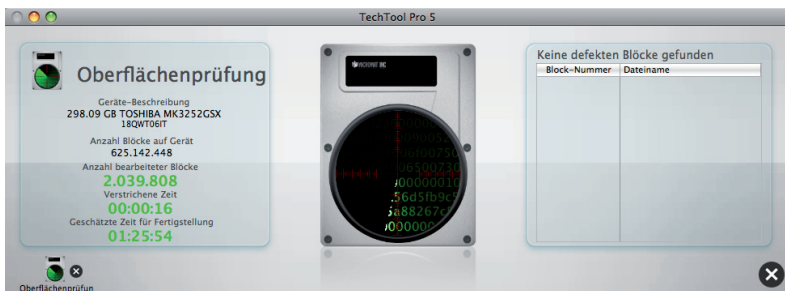 TechTool Pro 5
Oberflächenprüfung
Geräte-Beschreibung
298.09 GB TOSHIBA MK3252GSX
18QWT06IT
Anzahl Blöcke auf Gerät
625.142.448
Anzahl bearbeiteter Blöcke
2.039.808
Verstrichene Zeit
00:00:16
Geschätzte Zeit für Fertigstellung
01:25:54
Keine defekten Blöcke gefunden
Block-Nummer Dateiname
Oberflächenprüfun